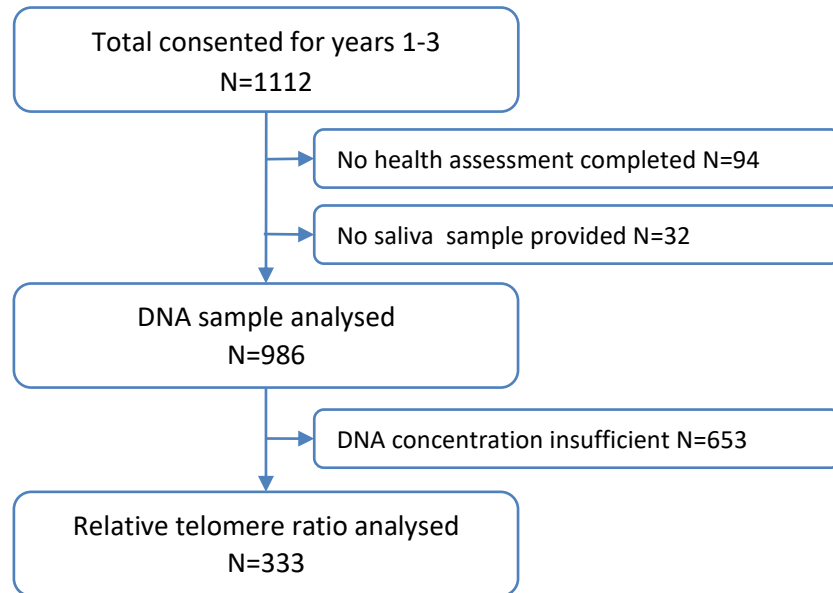 Total consented for years 1-3
N=1112
No health assessment completed N=94
No saliva  sample provided N=32
DNA sample analysed
N=986
DNA concentration insufficient N=653
Relative telomere ratio analysed
N=333